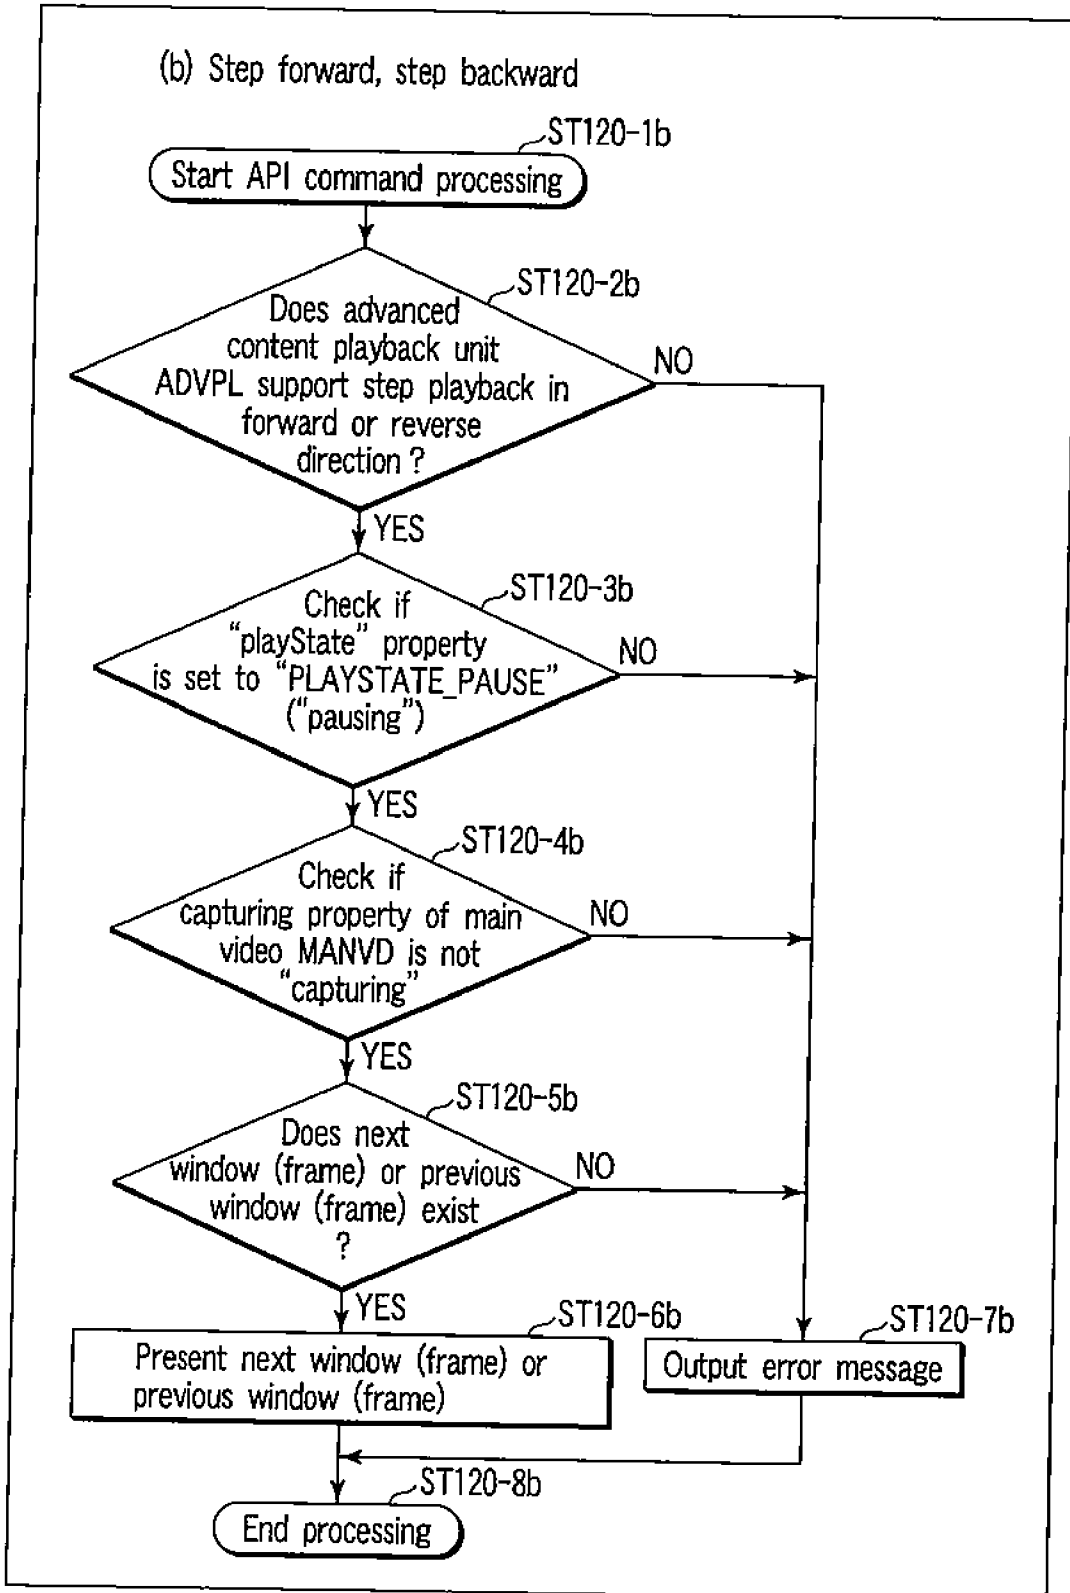 (b) Step forward, step backward
ST120-1b
Start API command processing
ST120-2b
Does advanced
content playback unit
ADVPL support step playback in
forward or reverse
direction ?
NO
YES
ST120-3b
Check if
“playState” property
is set to “PLAYSTATE_PAUSE”
(“pausing”)
NO
YES
ST120-4b
Check if
capturing property of main
video MANVD is not
“capturing”
NO
YES
ST120-5b
Does next
window (frame) or previous
window (frame) exist
?
NO
YES
ST120-6b
Present next window (frame) or
previous window (frame)
ST120-7b
Output error message
ST120-8b
End processing